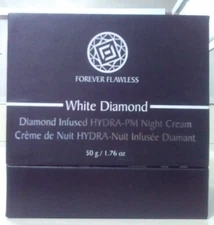 FOREVER FLAWLESS
White Diamond
Diamond Infused HYDRA-PM Night Cream
Crème de Nuit HYDRA-Nuit Infusée Diamant
50 g / 1.76 oz